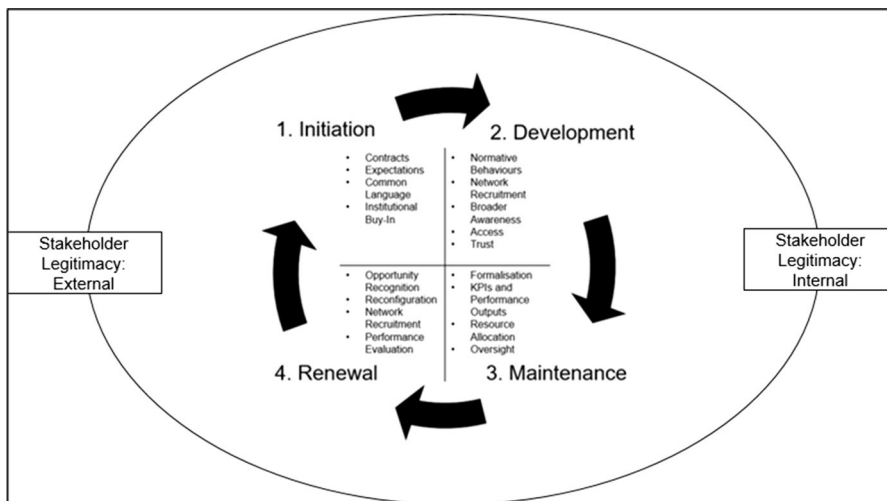 1. Initiation
• Contracts
• Expectations
• Common
Language
• Institutional
Buy-In
2. Development
• Normative
Behaviours
• Network
Recruitment
• Broader
Awareness
• Access
• Trust
Stakeholder
Legitimacy:
External
Stakeholder
Legitimacy:
Internal
• Opportunity
Recognition
• Reconfiguration
• Network
Recruitment
• Performance
Evaluation
4. Renewal
• Formalisation
• KPIs and
Performance
Outputs
• Resource
Allocation
• Oversight
3. Maintenance